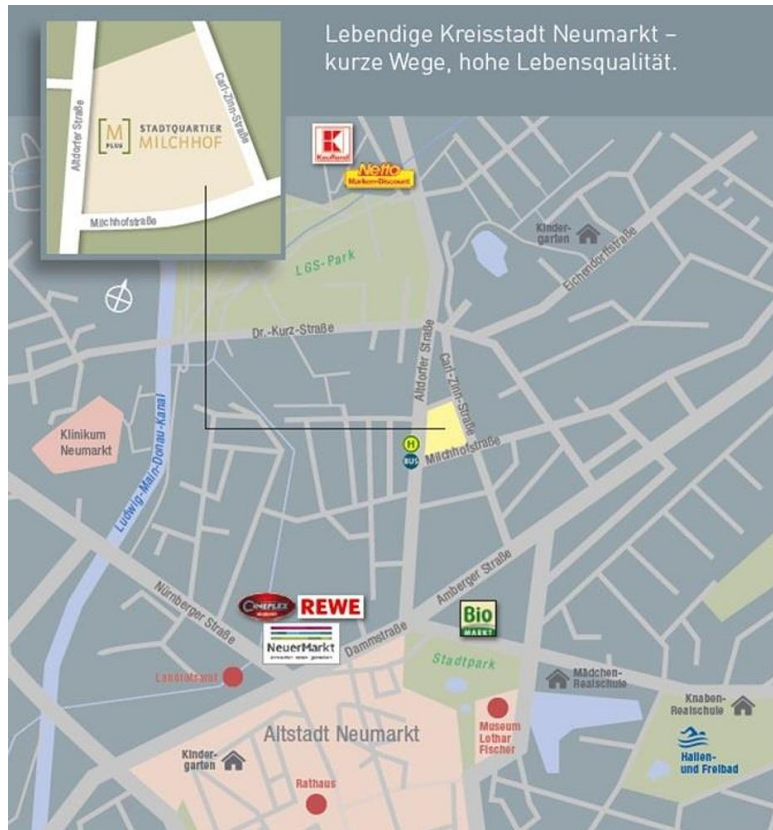 Lebendige Kreisstadt Neumarkt –
kurze Wege, hohe Lebensqualität.
Altdorfer Straße
Carl-Zinn-Straße
M
PLUS
STADTQUARTIER
MILCHHOF
Milchhofstraße
K
Kaufland
Netto
Marken-Discount
LGS-Park
Kinder-
garten
Eichendorffstraße
Dr.-Kurz-Straße
Altdorfer Straße
Carl-Zinn-Straße
Klinikum
Neumarkt
Ludwig-Main-Donau-Kanal
H
BUS
Milchhofstraße
Nürnberger Straße
Amberger Straße
CINEPLEX
REWE
NeuerMarkt
Dammstraße
Bio
MARKT
Stadtpark
Landratsamt
Mädchen-
Realschule
Knaben-
Realschule
Museum
Lothar
Fischer
Altstadt Neumarkt
Kinder-
garten
Hallen-
und Freibad
Rathaus